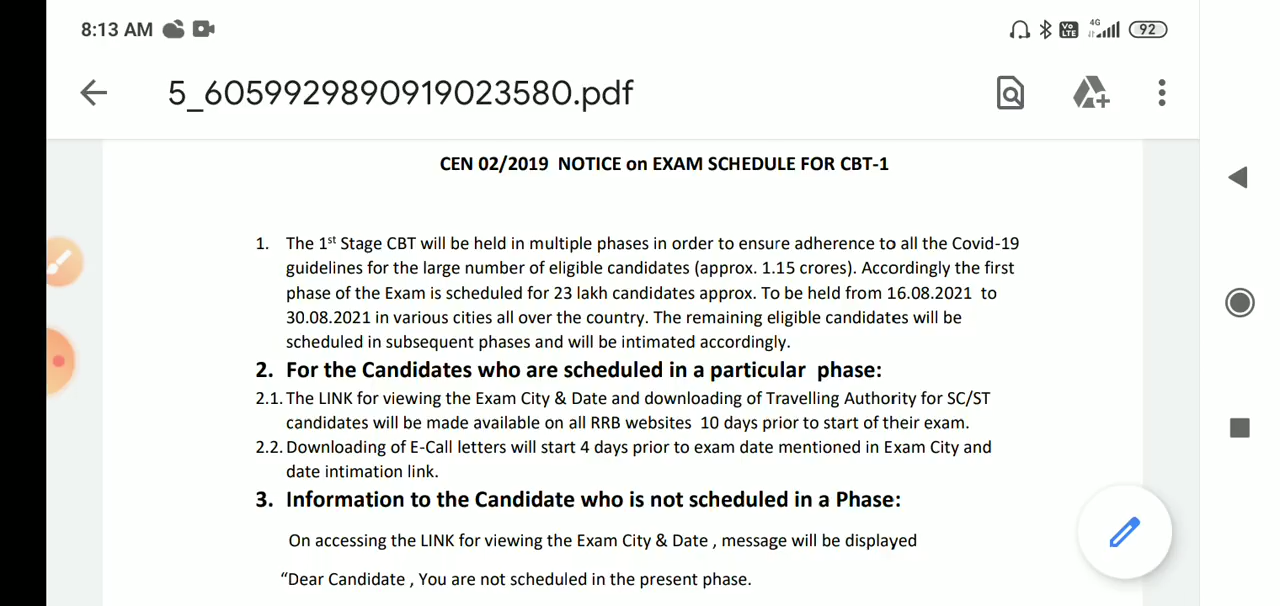 8:13 AM
Vo LTE 4G 92
5_6059929890919023580.pdf
CEN 02/2019 NOTICE on EXAM SCHEDULE FOR CBT-1
1. The 1st Stage CBT will be held in multiple phases in order to ensure adherence to all the Covid-19
guidelines for the large number of eligible candidates (approx. 1.15 crores). Accordingly the first
phase of the Exam is scheduled for 23 lakh candidates approx. To be held from 16.08.2021 to
30.08.2021 in various cities all over the country. The remaining eligible candidates will be
scheduled in subsequent phases and will be intimated accordingly.
2. For the Candidates who are scheduled in a particular phase:
2.1. The LINK for viewing the Exam City & Date and downloading of Travelling Authority for SC/ST
candidates will be made available on all RRB websites 10 days prior to start of their exam.
2.2. Downloading of E-Call letters will start 4 days prior to exam date mentioned in Exam City and
date intimation link.
3. Information to the Candidate who is not scheduled in a Phase:
On accessing the LINK for viewing the Exam City & Date , message will be displayed
“Dear Candidate , You are not scheduled in the present phase.